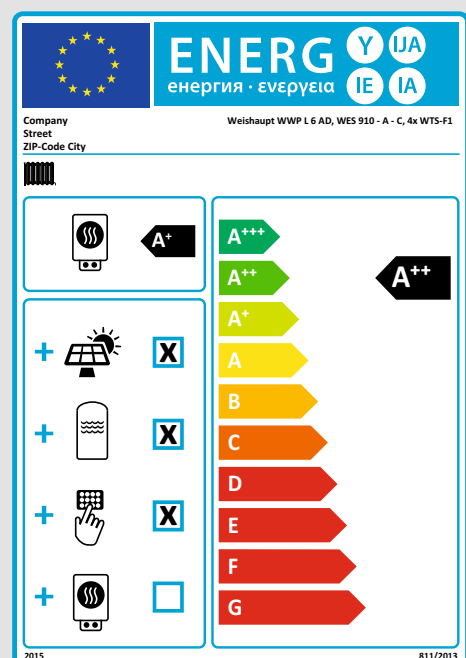 ENERG Y IJA
енергия · ενεργεια IE IA
Company
Street
ZIP-Code City
Weishaupt WWP L 6 AD, WES 910 - A - C, 4x WTS-F1
A+
A+++
A++
A+
A
B
C
D
E
F
G
A++
+ X
+ X
+ X
+
2015
811/2013